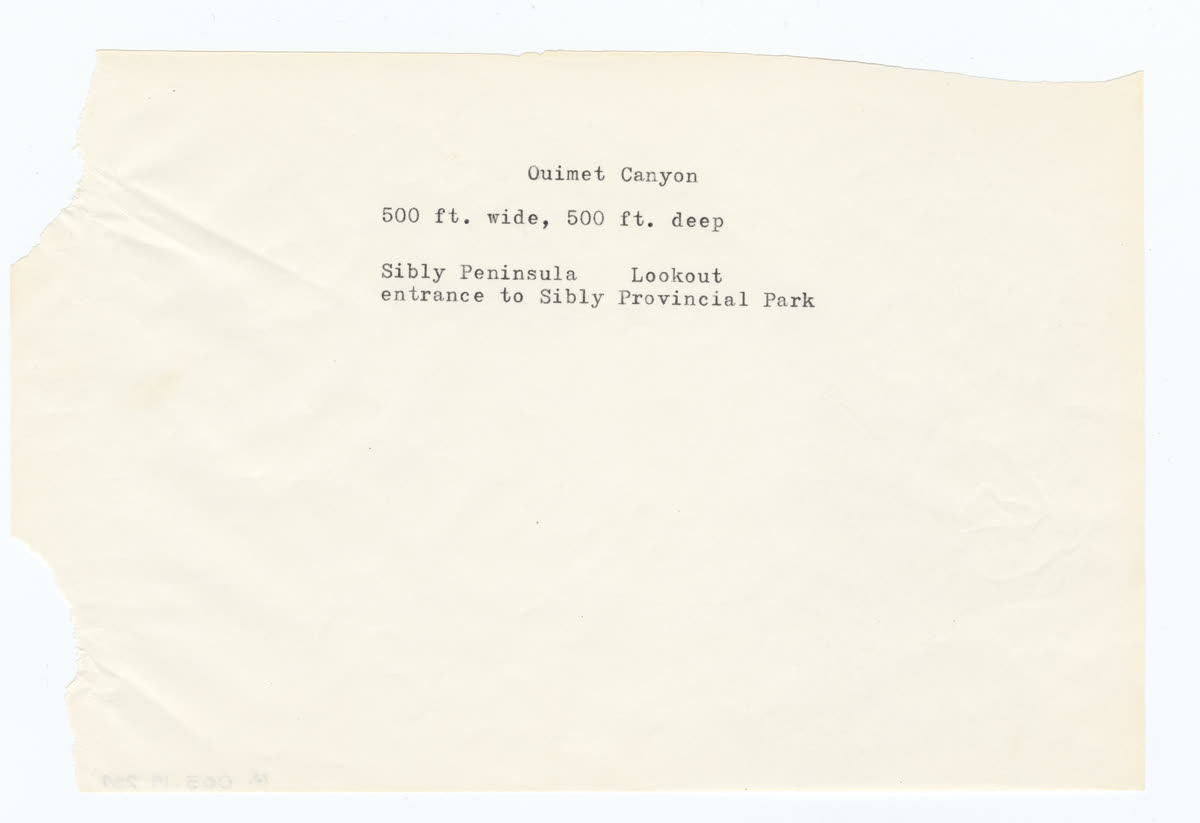 Ouimet Canyon
500 ft. wide, 500 ft. deep
Sibly Peninsula    Lookout
entrance to Sibly Provincial Park